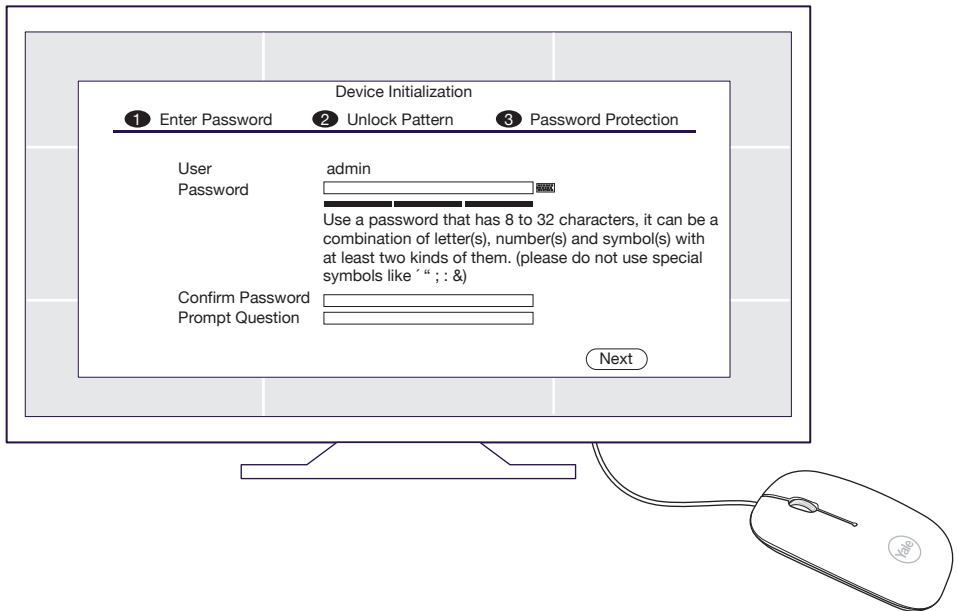 Device Initialization
1 Enter Password 2 Unlock Pattern 3 Password Protection
User admin
Password
Use a password that has 8 to 32 characters, it can be a
combination of letter(s), number(s) and symbol(s) with
at least two kinds of them. (please do not use special
symbols like ´ “ ; : &)
Confirm Password
Prompt Question
Next
Yale